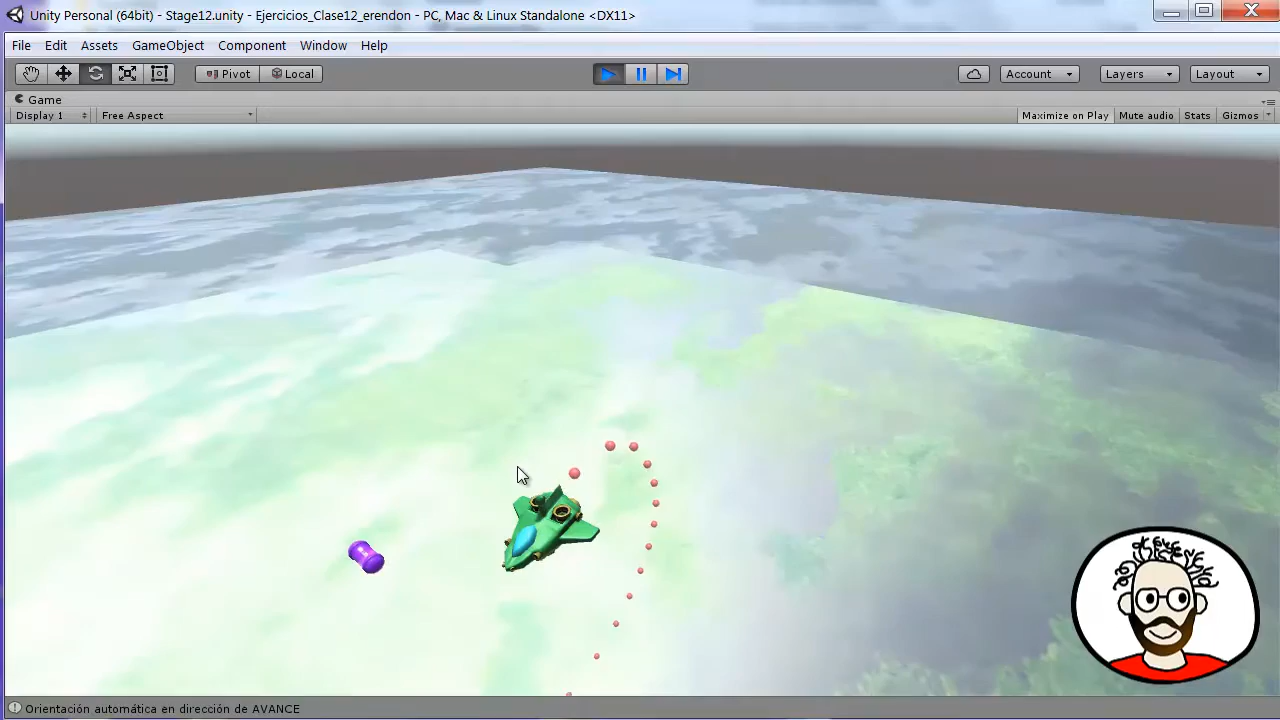 Unity Personal (64bit) - Stage12.unity - Ejercicios_Clase12_erendon - PC, Mac & Linux Standalone <DX11>
File Edit Assets GameObject Component Window Help
Pivot Local Account Layers Layout
Game
Display 1 Free Aspect Maximize on Play Mute audio Stats Gizmos
Orientación automática en dirección de AVANCE